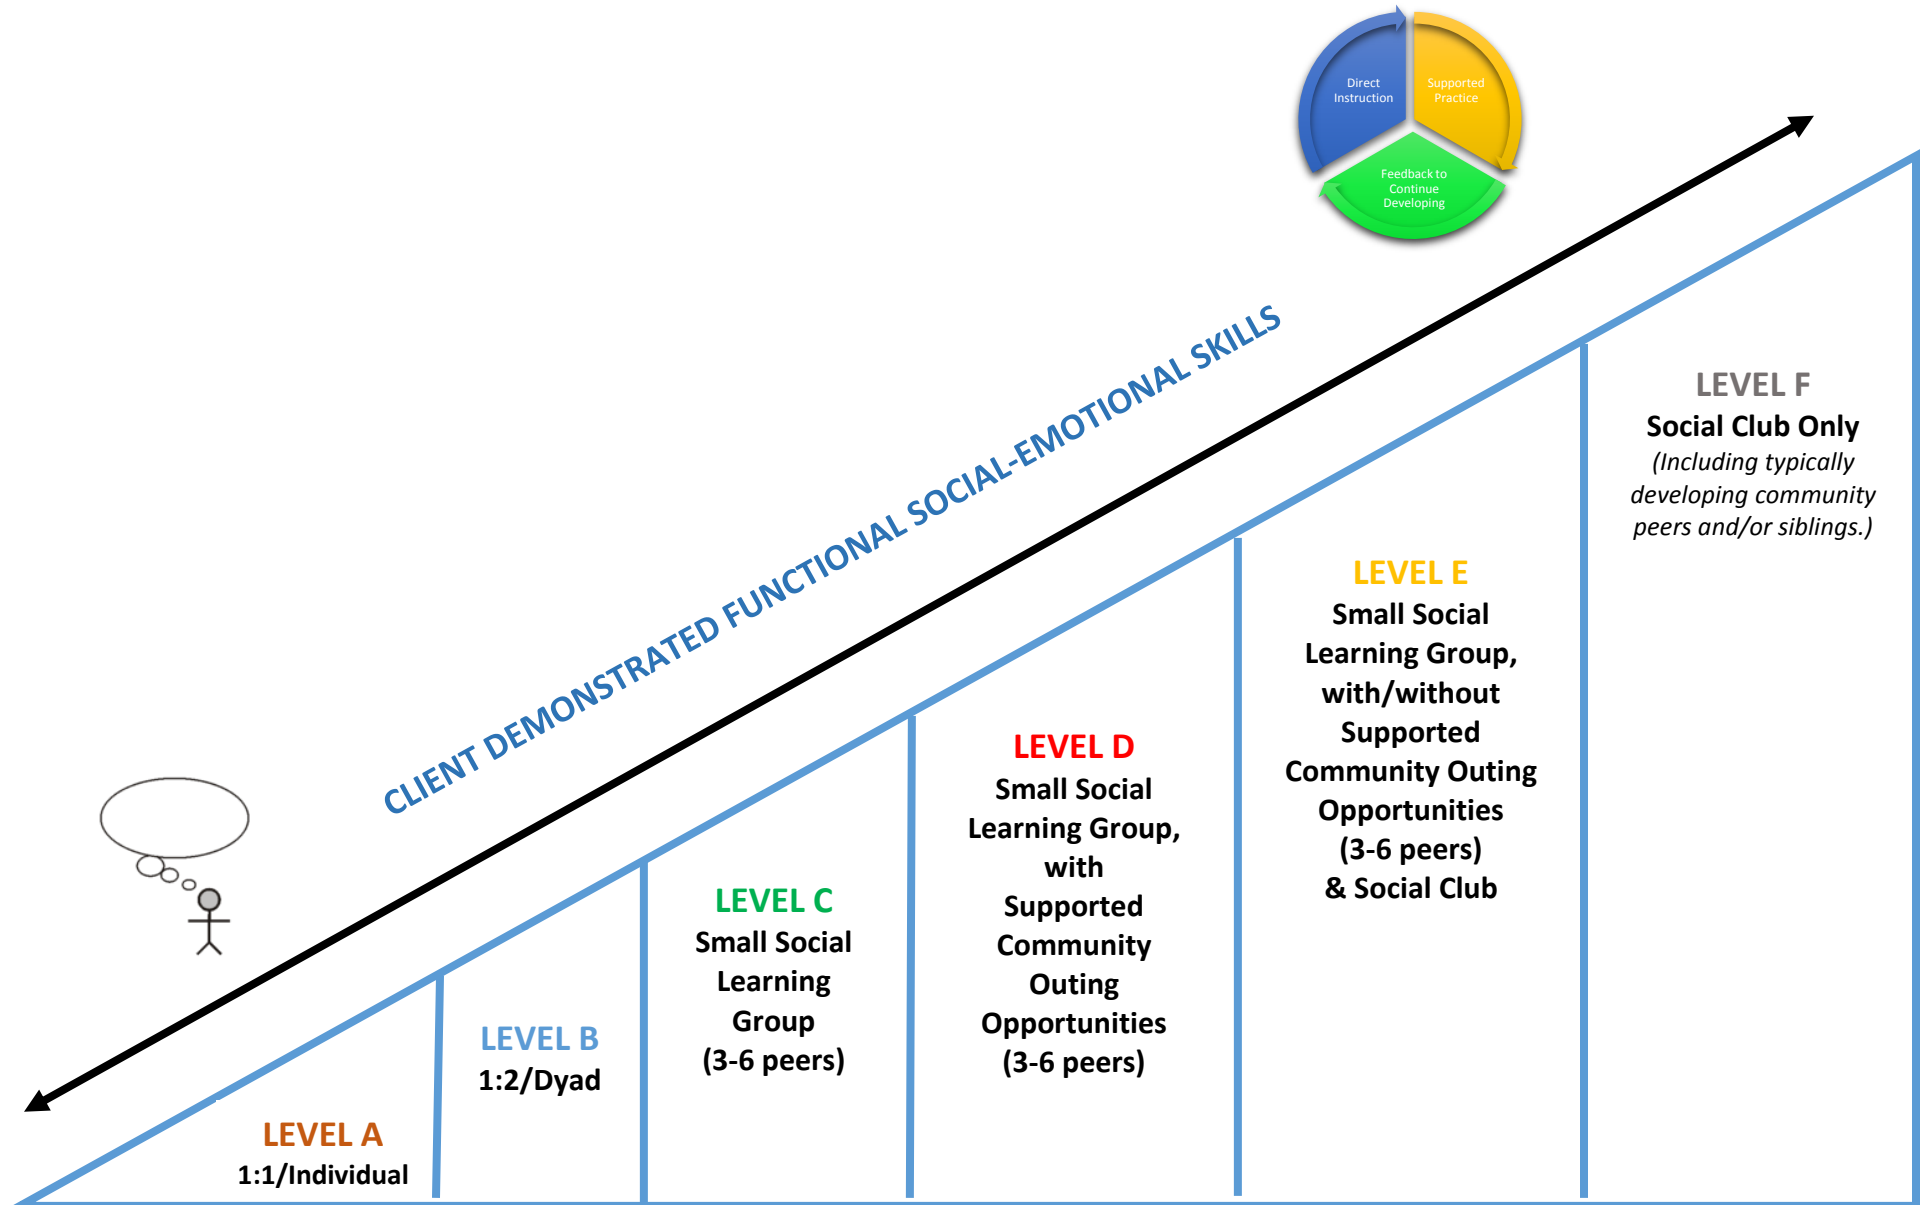 Direct
Instruction
Supported
Practice
Feedback to
Continue
Developing
CLIENT DEMONSTRATED FUNCTIONAL SOCIAL-EMOTIONAL SKILLS
LEVEL A
1:1/Individual
LEVEL B
1:2/Dyad
LEVEL C
Small Social
Learning
Group
(3-6 peers)
LEVEL D
Small Social
Learning Group,
with
Supported
Community
Outing
Opportunities
(3-6 peers)
LEVEL E
Small Social
Learning Group,
with/without
Supported
Community Outing
Opportunities
(3-6 peers)
& Social Club
LEVEL F
Social Club Only
(Including typically
developing community
peers and/or siblings.)